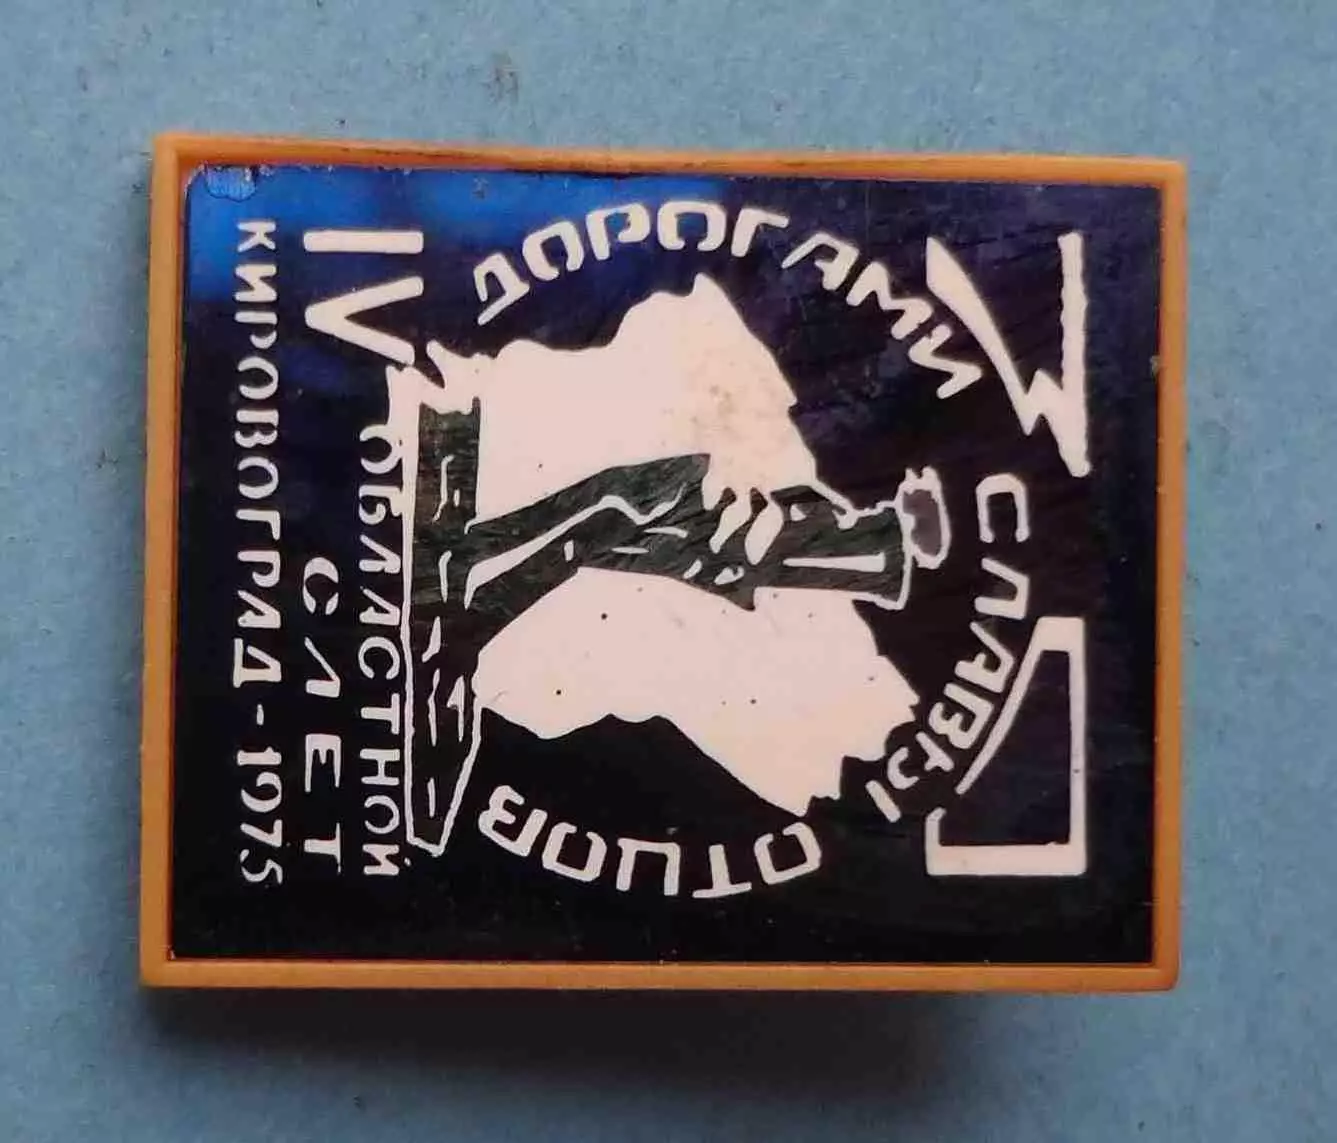 ДОРОГАМИ СЛАВЫ ОТЦОВ
IV ОБЛАСТНОЙ
СЛЕТ
КИРОВОГРАД-1975